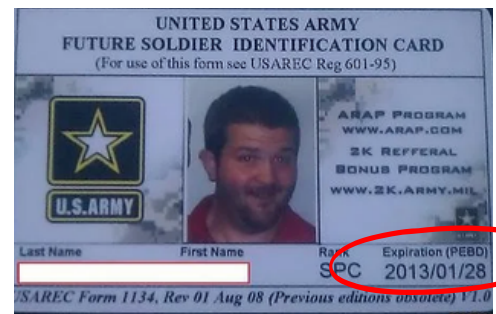 UNITED STATES ARMY
FUTURE SOLDIER IDENTIFICATION CARD
(For use of this form see USAREC Reg 601-95)
U.S.ARMY
ARAP PROGRAM
WWW.ARAP.COM
2K REFFERAL
BONUS PROGRAM
WWW.2K.ARMY.MIL
Last Name First Name Rank Expiration (PEBD)
SPC 2013/01/28
USAREC Form 1134, Rev 01 Aug 08 (Previous editions obsolete) V1.0